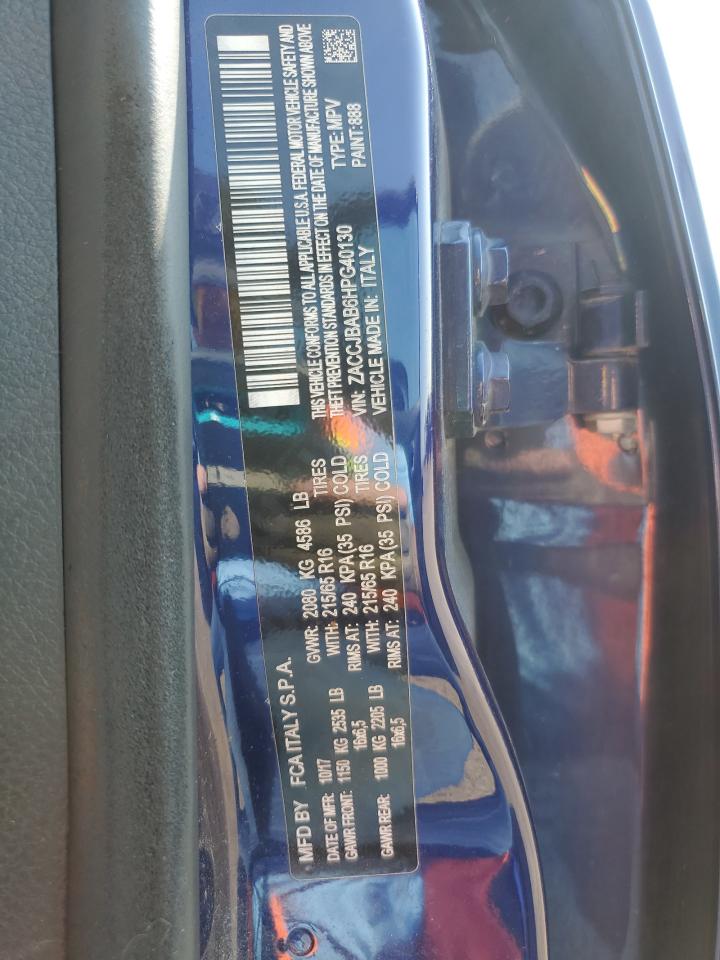 MFD BY FCA ITALY S.P.A.
DATE OF MFR: 10/17 GVWR: 2080 KG 4586 LB
GAWR FRONT: 1150 KG 2535 LB WITH: 215/65 R16 TIRES
16x6,5 RIMS AT: 240 KPA(35 PSI) COLD
GAWR REAR: 1000 KG 2205 LB WITH: 215/65 R16 TIRES
16x6,5 RIMS AT: 240 KPA(35 PSI) COLD
THIS VEHICLE CONFORMS TO ALL APPLICABLE U.S.A. FEDERAL MOTOR VEHICLE SAFETY AND
THEFT PREVENTION STANDARDS IN EFFECT ON THE DATE OF MANUFACTURE SHOWN ABOVE
VIN: ZACCJBAB6HPG40130 TYPE: MPV
VEHICLE MADE IN: ITALY PAINT: 888